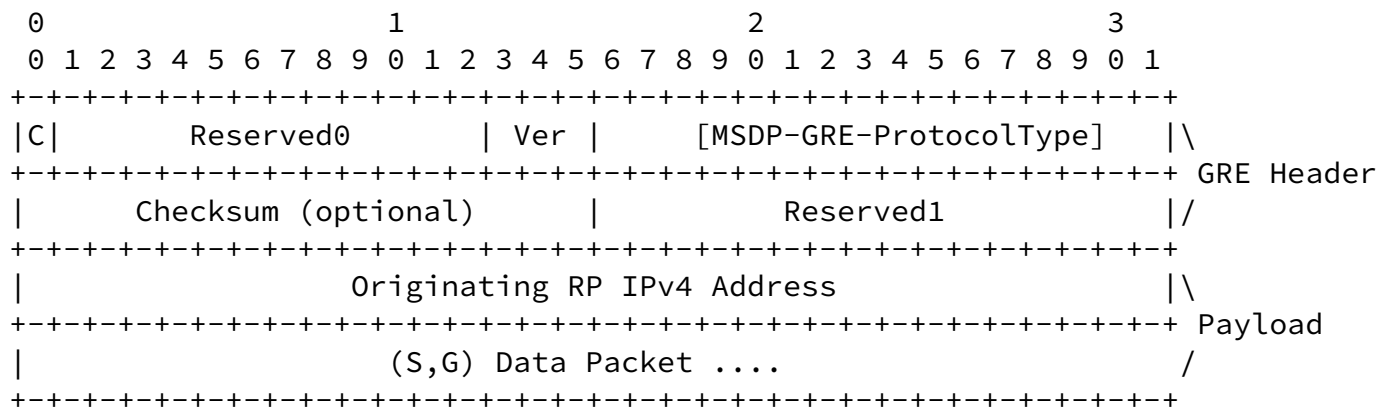 0                   1                   2                   3
 0 1 2 3 4 5 6 7 8 9 0 1 2 3 4 5 6 7 8 9 0 1 2 3 4 5 6 7 8 9 0 1
+-+-+-+-+-+-+-+-+-+-+-+-+-+-+-+-+-+-+-+-+-+-+-+-+-+-+-+-+-+-+-+-+
|C|       Reserved0       | Ver |     [MSDP-GRE-ProtocolType]   |\
+-+-+-+-+-+-+-+-+-+-+-+-+-+-+-+-+-+-+-+-+-+-+-+-+-+-+-+-+-+-+-+-+ GRE Header
|      Checksum (optional)      |          Reserved1            |/
+-+-+-+-+-+-+-+-+-+-+-+-+-+-+-+-+-+-+-+-+-+-+-+-+-+-+-+-+-+-+-+-+
|                  Originating RP IPv4 Address                  |\
+-+-+-+-+-+-+-+-+-+-+-+-+-+-+-+-+-+-+-+-+-+-+-+-+-+-+-+-+-+-+-+-+ Payload
|                    (S,G) Data Packet ....                      /
+-+-+-+-+-+-+-+-+-+-+-+-+-+-+-+-+-+-+-+-+-+-+-+-+-+-+-+-+-+-+-+-+